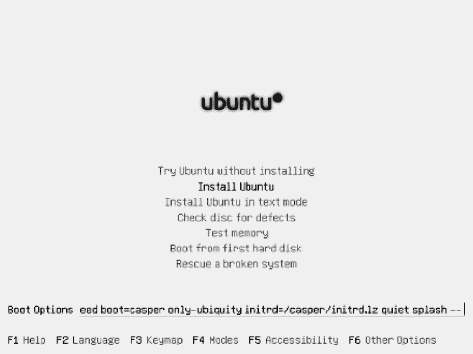 ubuntu
Try Ubuntu without installing
Install Ubuntu
Install Ubuntu in text mode
Check disc for defects
Test memory
Boot from first hard disk
Rescue a broken system
Boot Options eed boot=casper only-ubiquity initrd=/casper/initrd.lz quiet splash --
F1 Help F2 Language F3 Keymap F4 Modes F5 Accessibility F6 Other Options